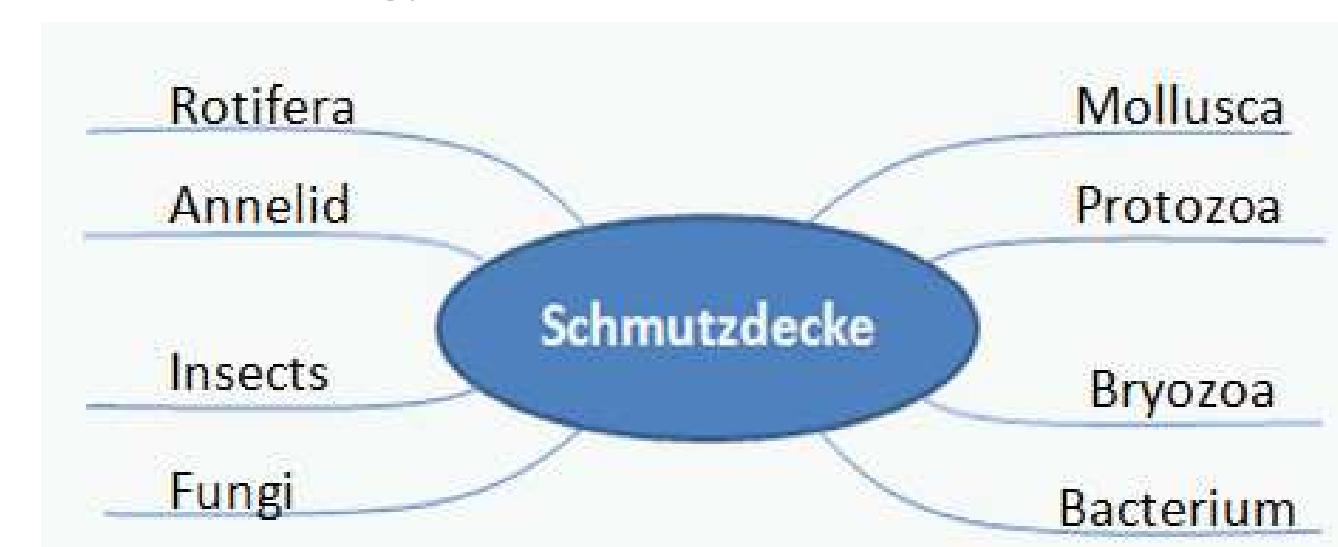 Rotifera
Mollusca
Annelid
Protozoa
Schmutzdecke
Insects
Bryozoa
Fungi
Bacterium